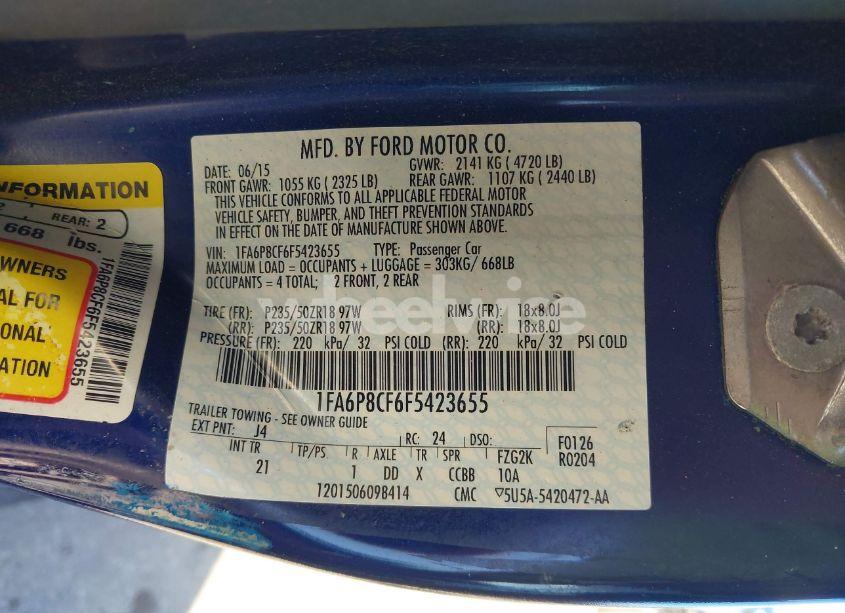 MFD. BY FORD MOTOR CO.
DATE: 06/15 GVWR: 2141 KG ( 4720 LB)
FRONT GAWR: 1055 KG ( 2325 LB) REAR GAWR: 1107 KG ( 2440 LB)
THIS VEHICLE CONFORMS TO ALL APPLICABLE FEDERAL MOTOR
VEHICLE SAFETY, BUMPER, AND THEFT PREVENTION STANDARDS
IN EFFECT ON THE DATE OF MANUFACTURE SHOWN ABOVE.
VIN: 1FA6P8CF6F5423655 TYPE: Passenger Car
MAXIMUM LOAD = OCCUPANTS + LUGGAGE = 303KG/ 668LB
OCCUPANTS = 4 TOTAL; 2 FRONT, 2 REAR
TIRE (FR): P235/50ZR18 97W RIMS (FR): 18x8.0J
(RR): P235/50ZR18 97W (RR): 18x8.0J
PRESSURE (FR): 220 kPa/ 32 PSI COLD (RR): 220 kPa/ 32 PSI COLD
1FA6P8CF6F5423655
TRAILER TOWING - SEE OWNER GUIDE
EXT PNT: J4 RC: 24 DSO: F0126
R0204
INT TR TP/PS R AXLE TR SPR FZG2K
21 1 DD X CCBB 10A
120150609B414 CMC ▽5U5A-5420472-AA
NFORMATION
REAR: 2
668 lbs.
OWNERS
AL FOR
IONAL
ATION
1FA6P8CF6F5423655